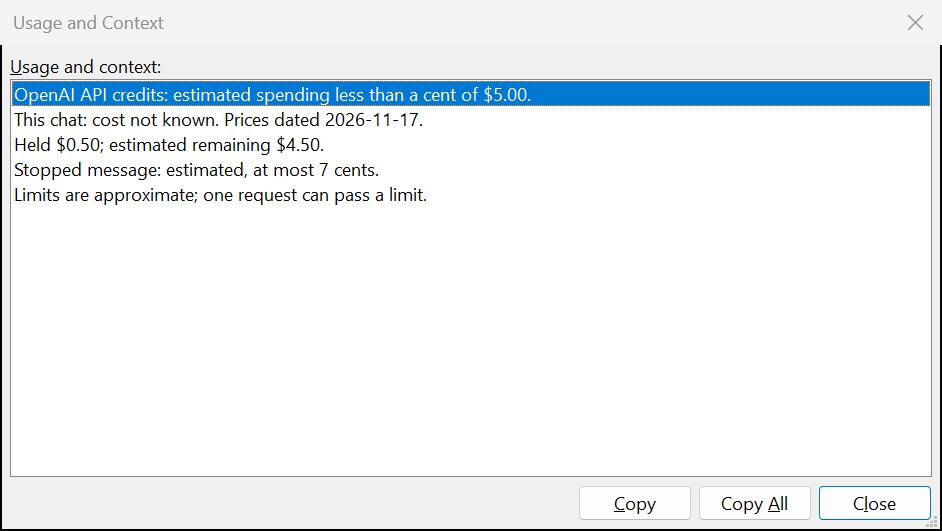 Usage and Context
Usage and context:
OpenAI API credits: estimated spending less than a cent of $5.00.
This chat: cost not known. Prices dated 2026-11-17.
Held $0.50; estimated remaining $4.50.
Stopped message: estimated, at most 7 cents.
Limits are approximate; one request can pass a limit.
Copy
Copy All
Close